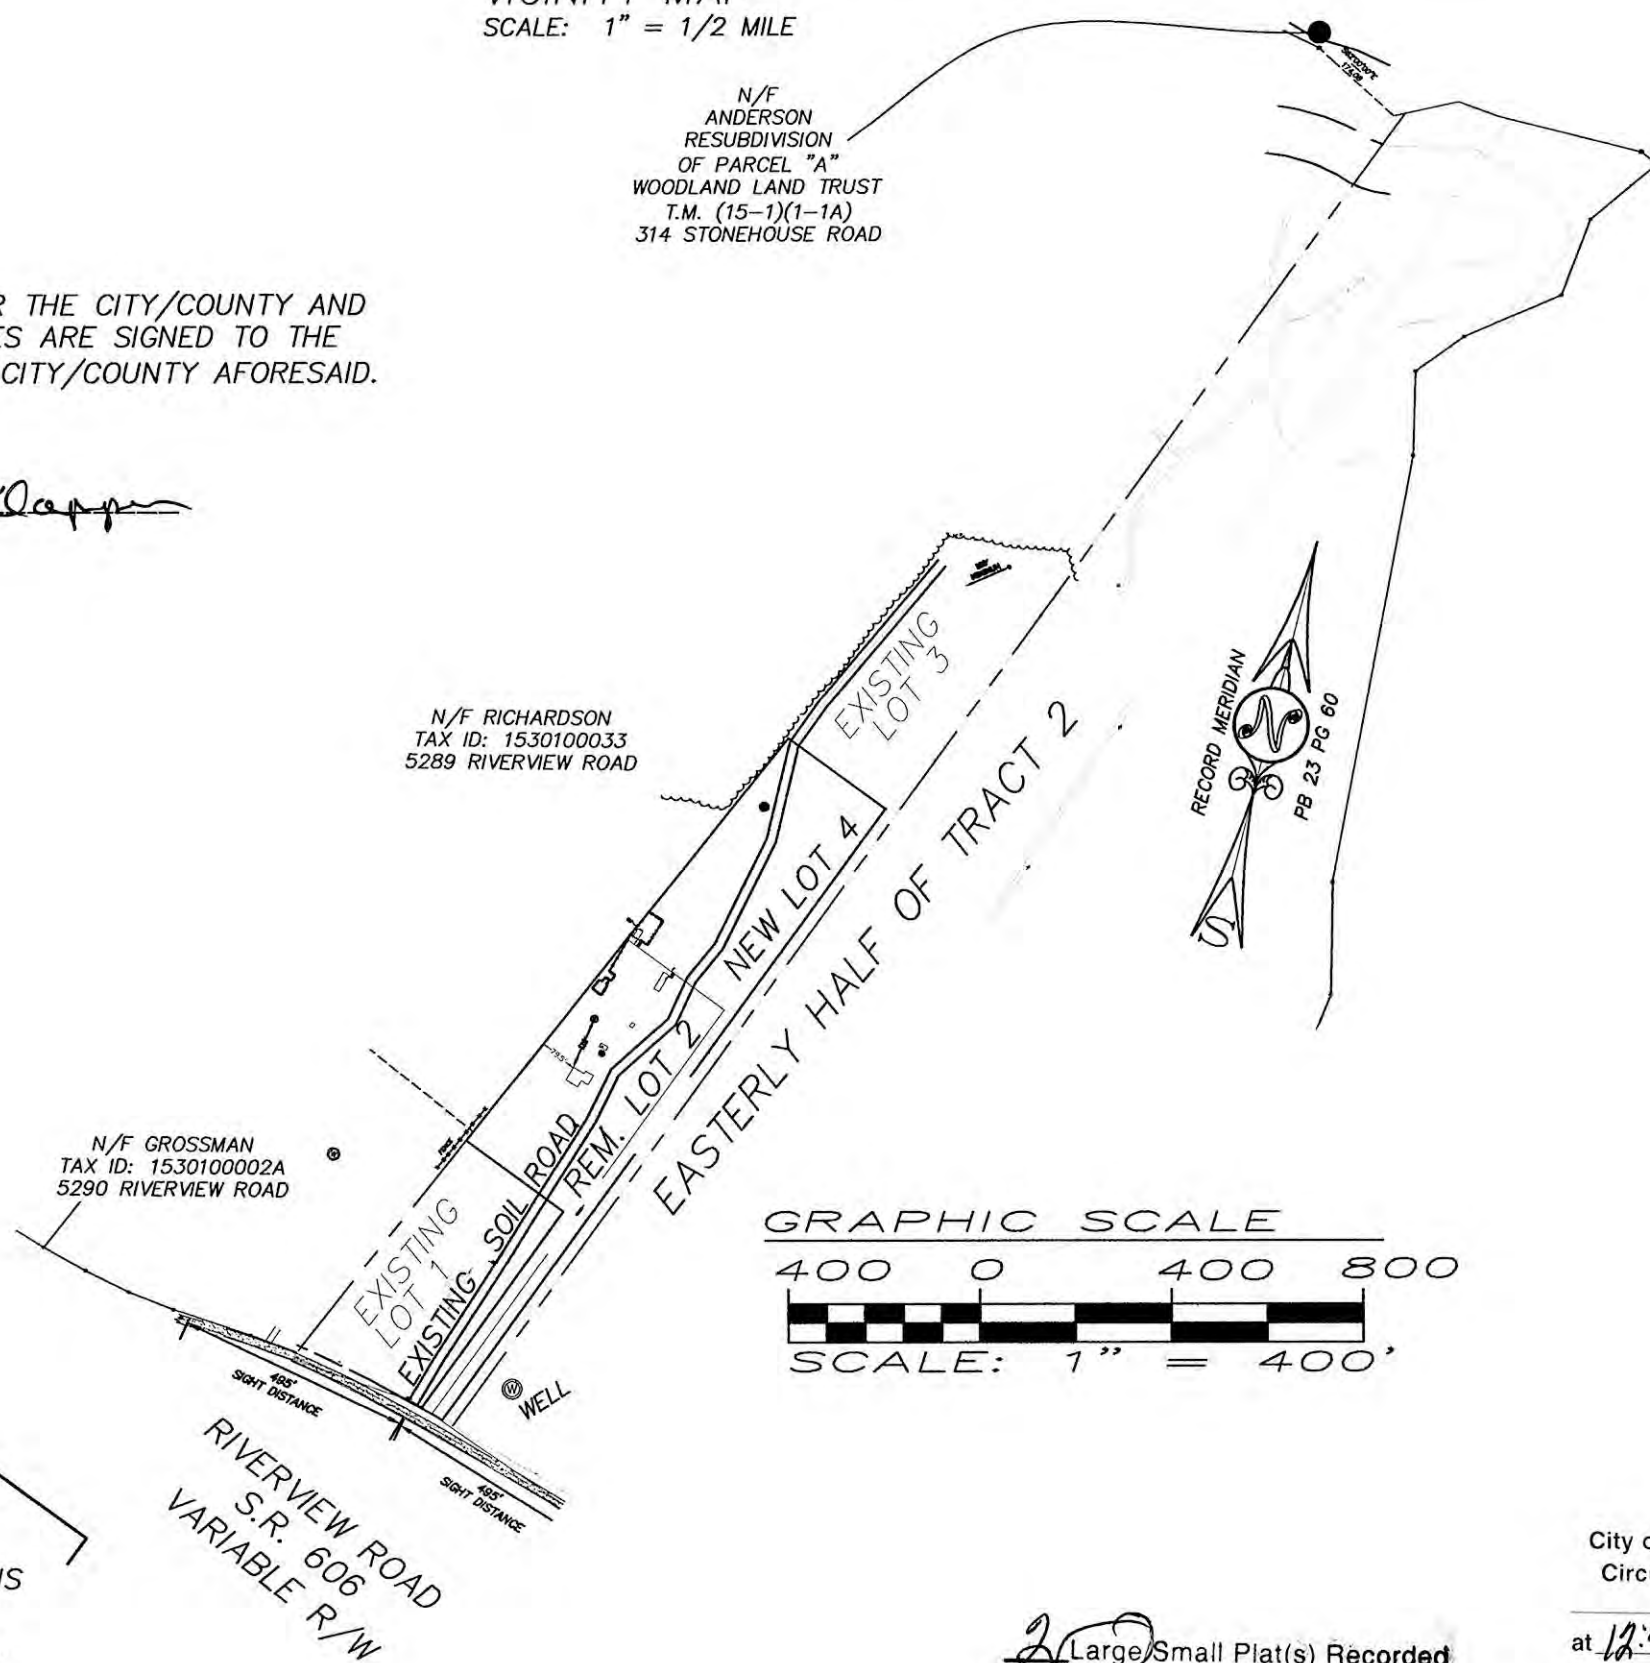 SCALE: 1" = 1/2 MILE
N/F
ANDERSON
RESUBDIVISION
OF PARCEL "A"
WOODLAND LAND TRUST
T.M. (15-1)(1-1A)
314 STONEHOUSE ROAD
THE CITY/COUNTY AND
ARE SIGNED TO THE
CITY/COUNTY AFORESAID.
N/F RICHARDSON
TAX ID: 1530100033
5289 RIVERVIEW ROAD
EXISTING
LOT 3
RECORD MERIDIAN
N
PB 23 PG 60
S
NEW LOT 4
EASTERLY HALF OF TRACT 2
REM. LOT 2
EXISTING SOIL ROAD
N/F GROSSMAN
TAX ID: 1530100002A
5290 RIVERVIEW ROAD
EXISTING
LOT 1
GRAPHIC SCALE
400 0 400 800
SCALE: 1" = 400'
W WELL
495'
SIGHT DISTANCE
495'
SIGHT DISTANCE
RIVERVIEW ROAD
S.R. 606
VARIABLE R/W
City
2 Large/Small Plat(s) Recorded
at